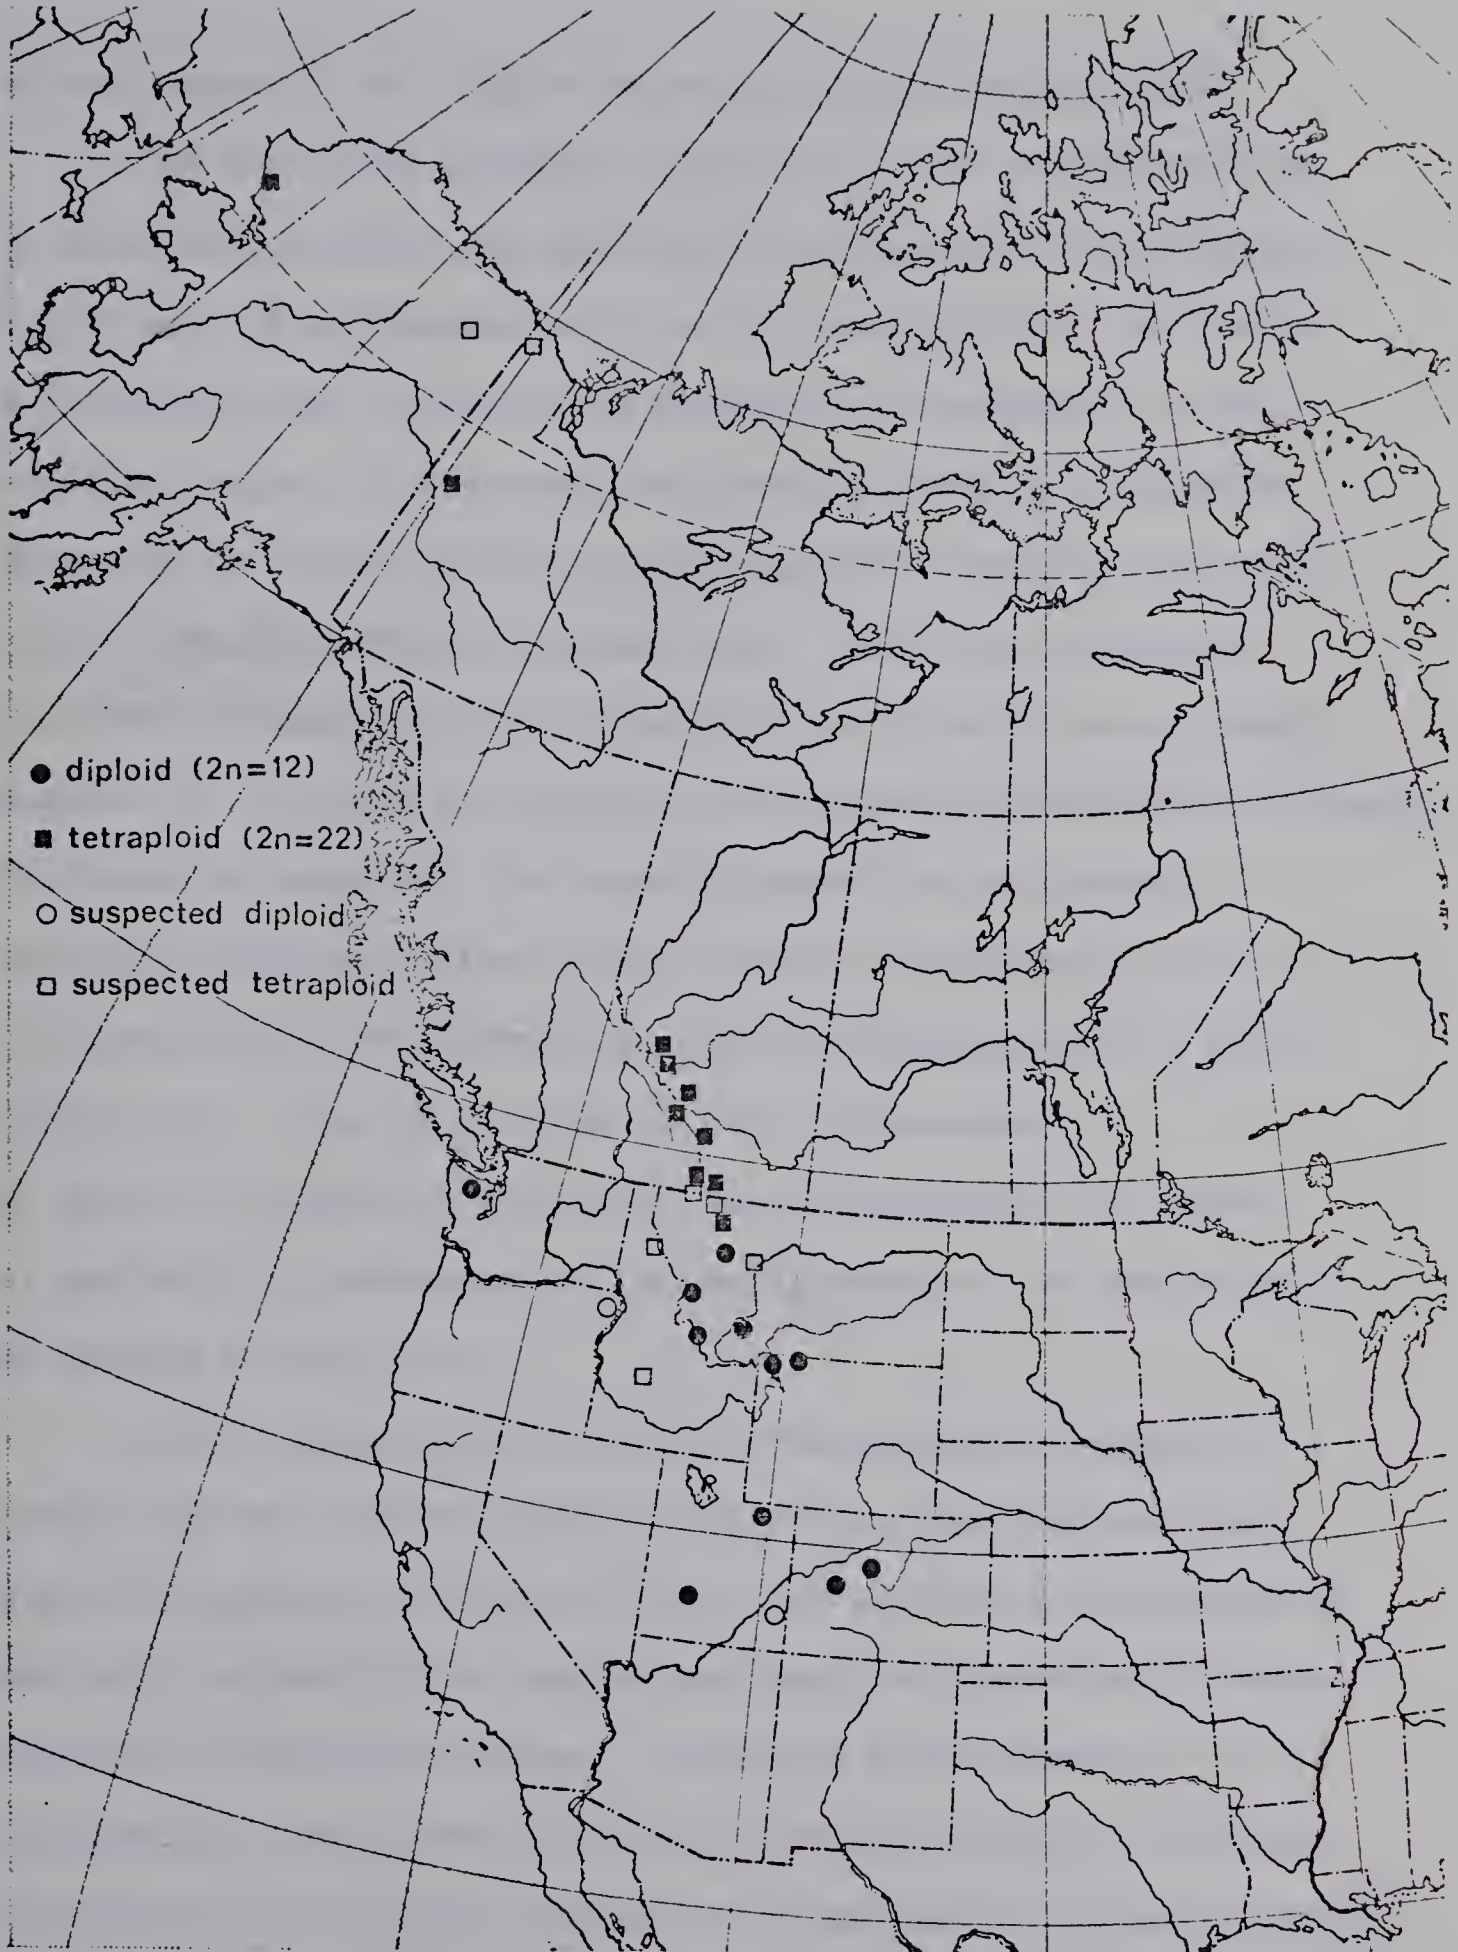 ● diploid (2n=12)
■ tetraploid (2n=22)
○ suspected diploid
□ suspected tetraploid